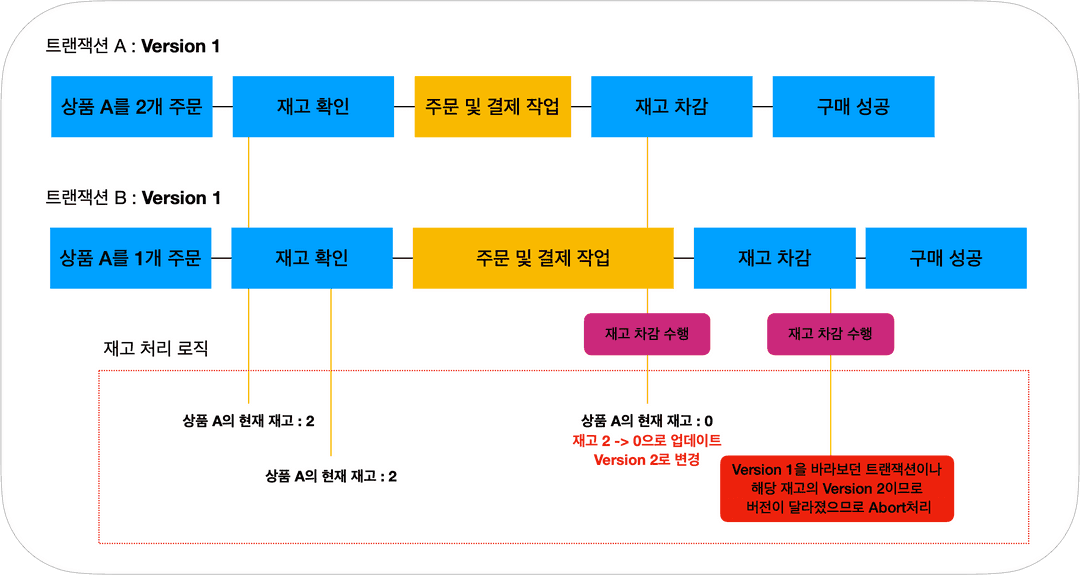 트랜잭션 A : Version 1
상품 A를 2개 주문
재고 확인
주문 및 결제 작업
재고 차감
구매 성공
트랜잭션 B : Version 1
상품 A를 1개 주문
재고 확인
주문 및 결제 작업
재고 차감
구매 성공
재고 차감 수행
재고 차감 수행
재고 처리 로직
상품 A의 현재 재고 : 2
상품 A의 현재 재고 : 2
상품 A의 현재 재고 : 0
재고 2 -> 0으로 업데이트
Version 2로 변경
Version 1을 바라보던 트랜잭션이나
해당 재고의 Version 2이므로
버전이 달라졌으므로 Abort처리